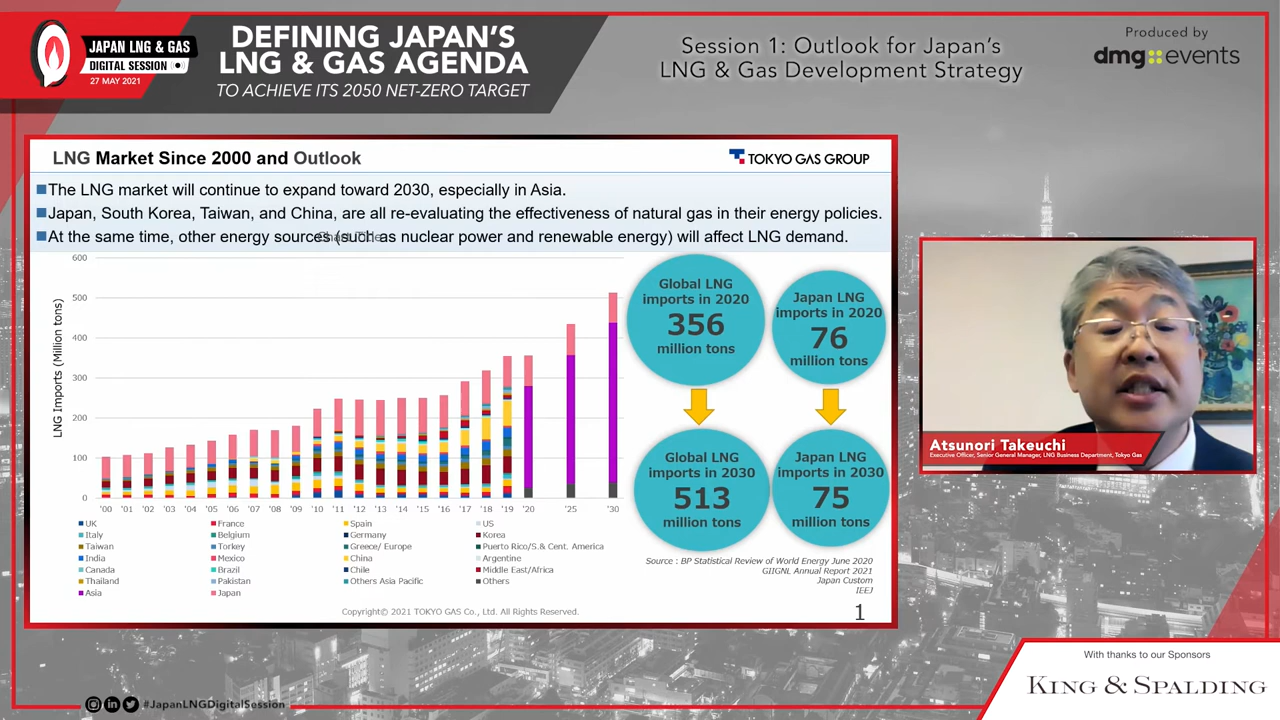 JAPAN LNG & GAS
DIGITAL SESSION
27 MAY 2021
DEFINING JAPAN'S
LNG & GAS AGENDA
TO ACHIEVE ITS 2050 NET-ZERO TARGET
Session 1: Outlook for Japan's
LNG & Gas Development Strategy
Produced by
dmg::events
LNG Market Since 2000 and Outlook
TOKYO GAS GROUP
The LNG market will continue to expand toward 2030, especially in Asia.
Japan, South Korea, Taiwan, and China, are all re-evaluating the effectiveness of natural gas in their energy policies.
At the same time, other energy sources (such as nuclear power and renewable energy) will affect LNG demand.
LNG Imports (Million tons)
600
500
400
300
200
100
0
'00 '01 '02 '03 '04 '05 '06 '07 '08 '09 '10 '11 '12 '13 '14 '15 '16 '17 '18 '19 '20 '25 '30
UK France Spain US
Italy Belgium Germany Korea
Taiwan Torkey Greece/ Europe Puerto Rico/S.& Cent. America
India Mexico China Argentine
Canada Brazil Chile Middle East/Africa
Thailand Pakistan Others Asia Pacific Others
Asia Japan
Global LNG
imports in 2020
356
million tons
Japan LNG
imports in 2020
76
million tons
Global LNG
imports in 2030
513
million tons
Japan LNG
imports in 2030
75
million tons
Source : BP Statistical Review of World Energy June 2020
GIIGNL Annual Report 2021
Japan Custom
IEEJ
Copyright© 2021 TOKYO GAS Co., Ltd. All Rights Reserved.
1
Atsunori Takeuchi
Executive Officer, Senior General Manager, LNG Business Department, Tokyo Gas
With thanks to our Sponsors
KING & SPALDING
#JapanLNGDigitalSession